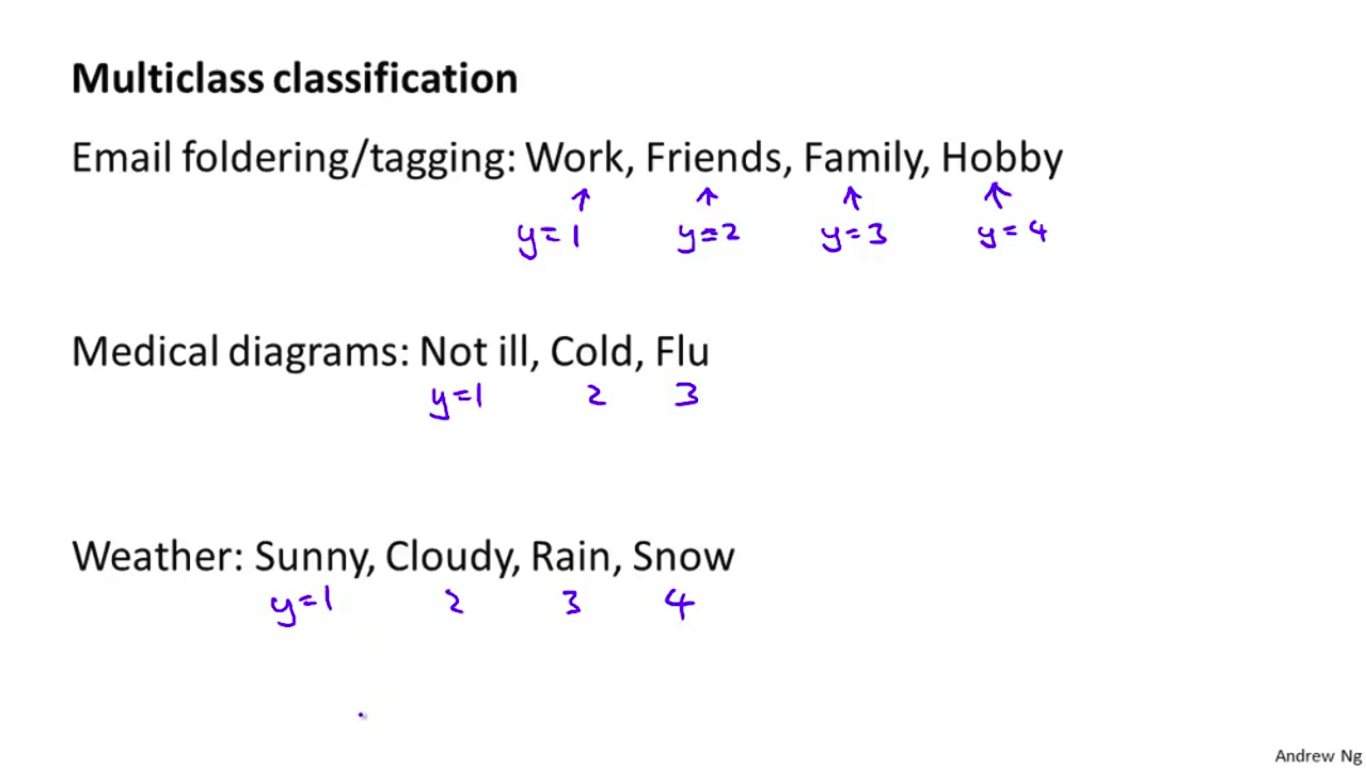 Multiclass classification
Email foldering/tagging: Work, Friends, Family, Hobby
y=1 y=2 y=3 y=4
Medical diagrams: Not ill, Cold, Flu
y=1 2 3
Weather: Sunny, Cloudy, Rain, Snow
y=1 2 3 4
Andrew Ng